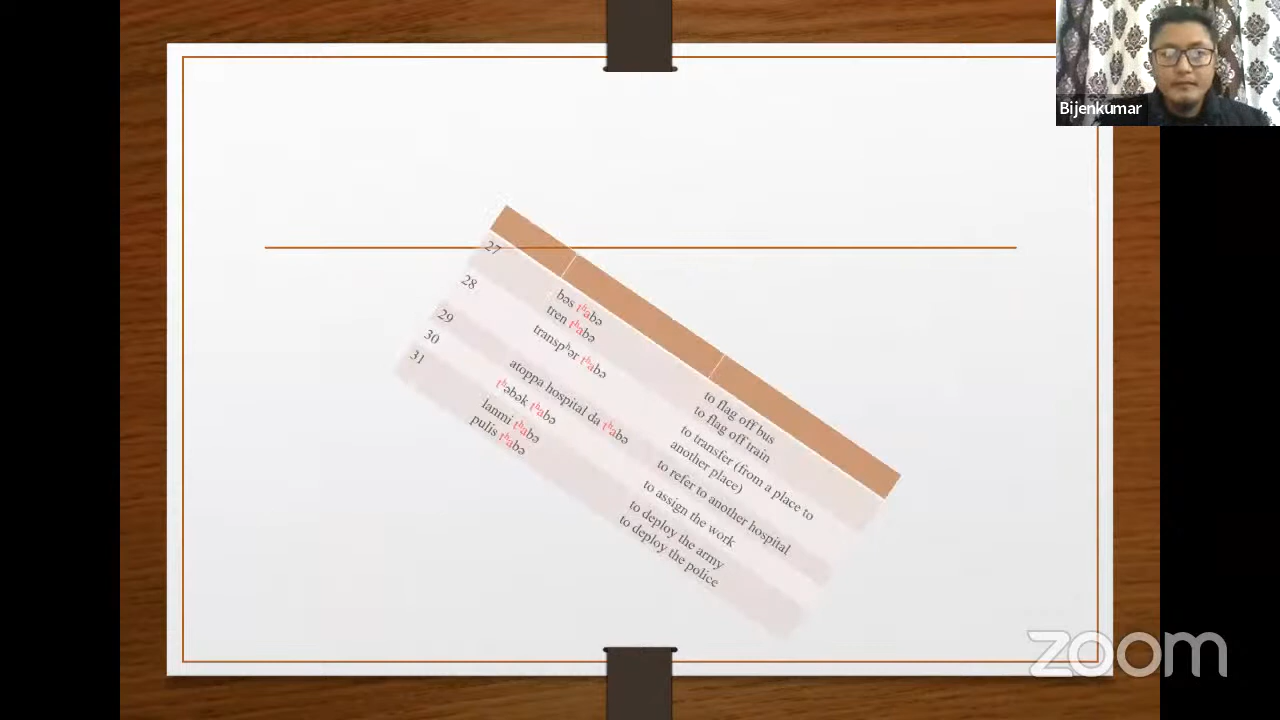 Bijenkumar
27
bəs tʰabə
to flag off bus
tren tʰabə
to flag off train
28
transpʰər tʰabə
to transfer (from a place to
another place)
29
atoppa hospital da tʰabə
to refer to another hospital
30
tʰəbək tʰabə
to assign the work
31
lanmi tʰabə
to deploy the army
pulis tʰabə
to deploy the police
zoom